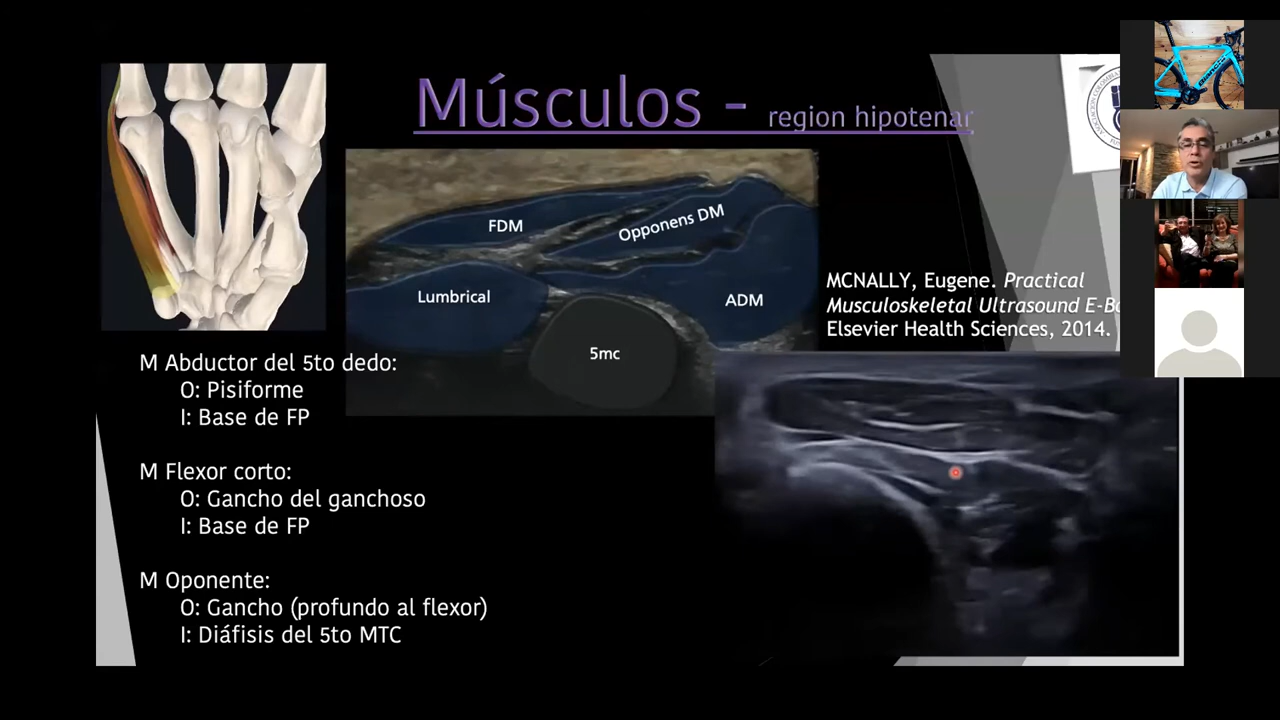 Músculos - region hipotenar
FDM
Opponens DM
Lumbrical
ADM
5mc
MCNALLY, Eugene. Practical
Musculoskeletal Ultrasound E-Bo
Elsevier Health Sciences, 2014.
M Abductor del 5to dedo:
O: Pisiforme
I: Base de FP
M Flexor corto:
O: Gancho del ganchoso
I: Base de FP
M Oponente:
O: Gancho (profundo al flexor)
I: Diáfisis del 5to MTC